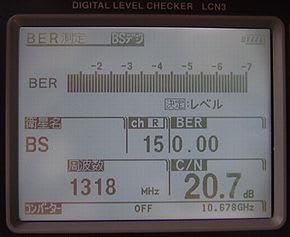 DIGITAL LEVEL CHECKER LCN3
BER測定 BSデジ
-2 -3 -4 -5 -6 -7
BER
決定:レベル
衛星名 ch R BER
BS 15 0.00
周波数 C/N
1318 MHz 20.7 dB
コンバーター OFF 10.678GHz